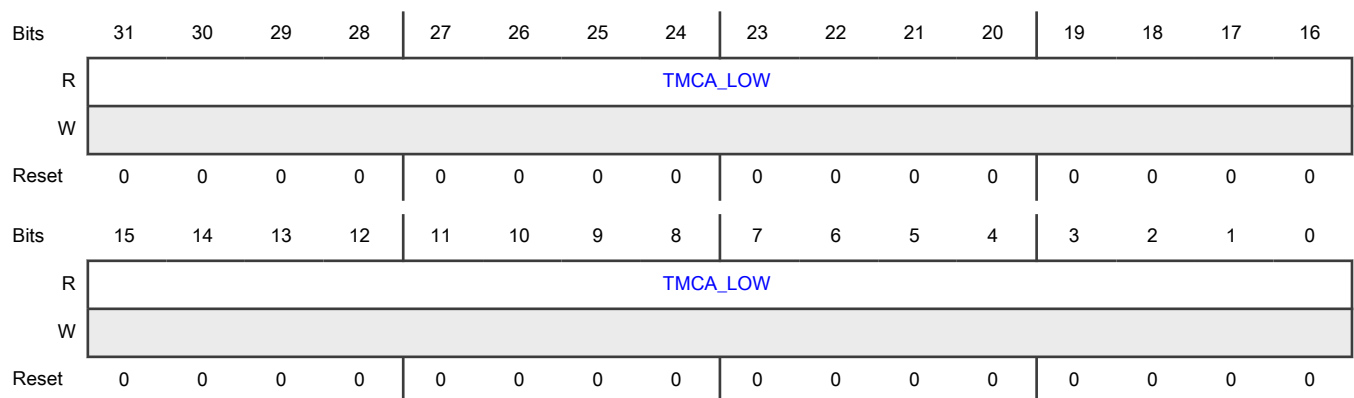 Bits 31 30 29 28 27 26 25 24 23 22 21 20 19 18 17 16
R TMCA_LOW
W
Reset 0 0 0 0 0 0 0 0 0 0 0 0 0 0 0 0
Bits 15 14 13 12 11 10 9 8 7 6 5 4 3 2 1 0
R TMCA_LOW
W
Reset 0 0 0 0 0 0 0 0 0 0 0 0 0 0 0 0